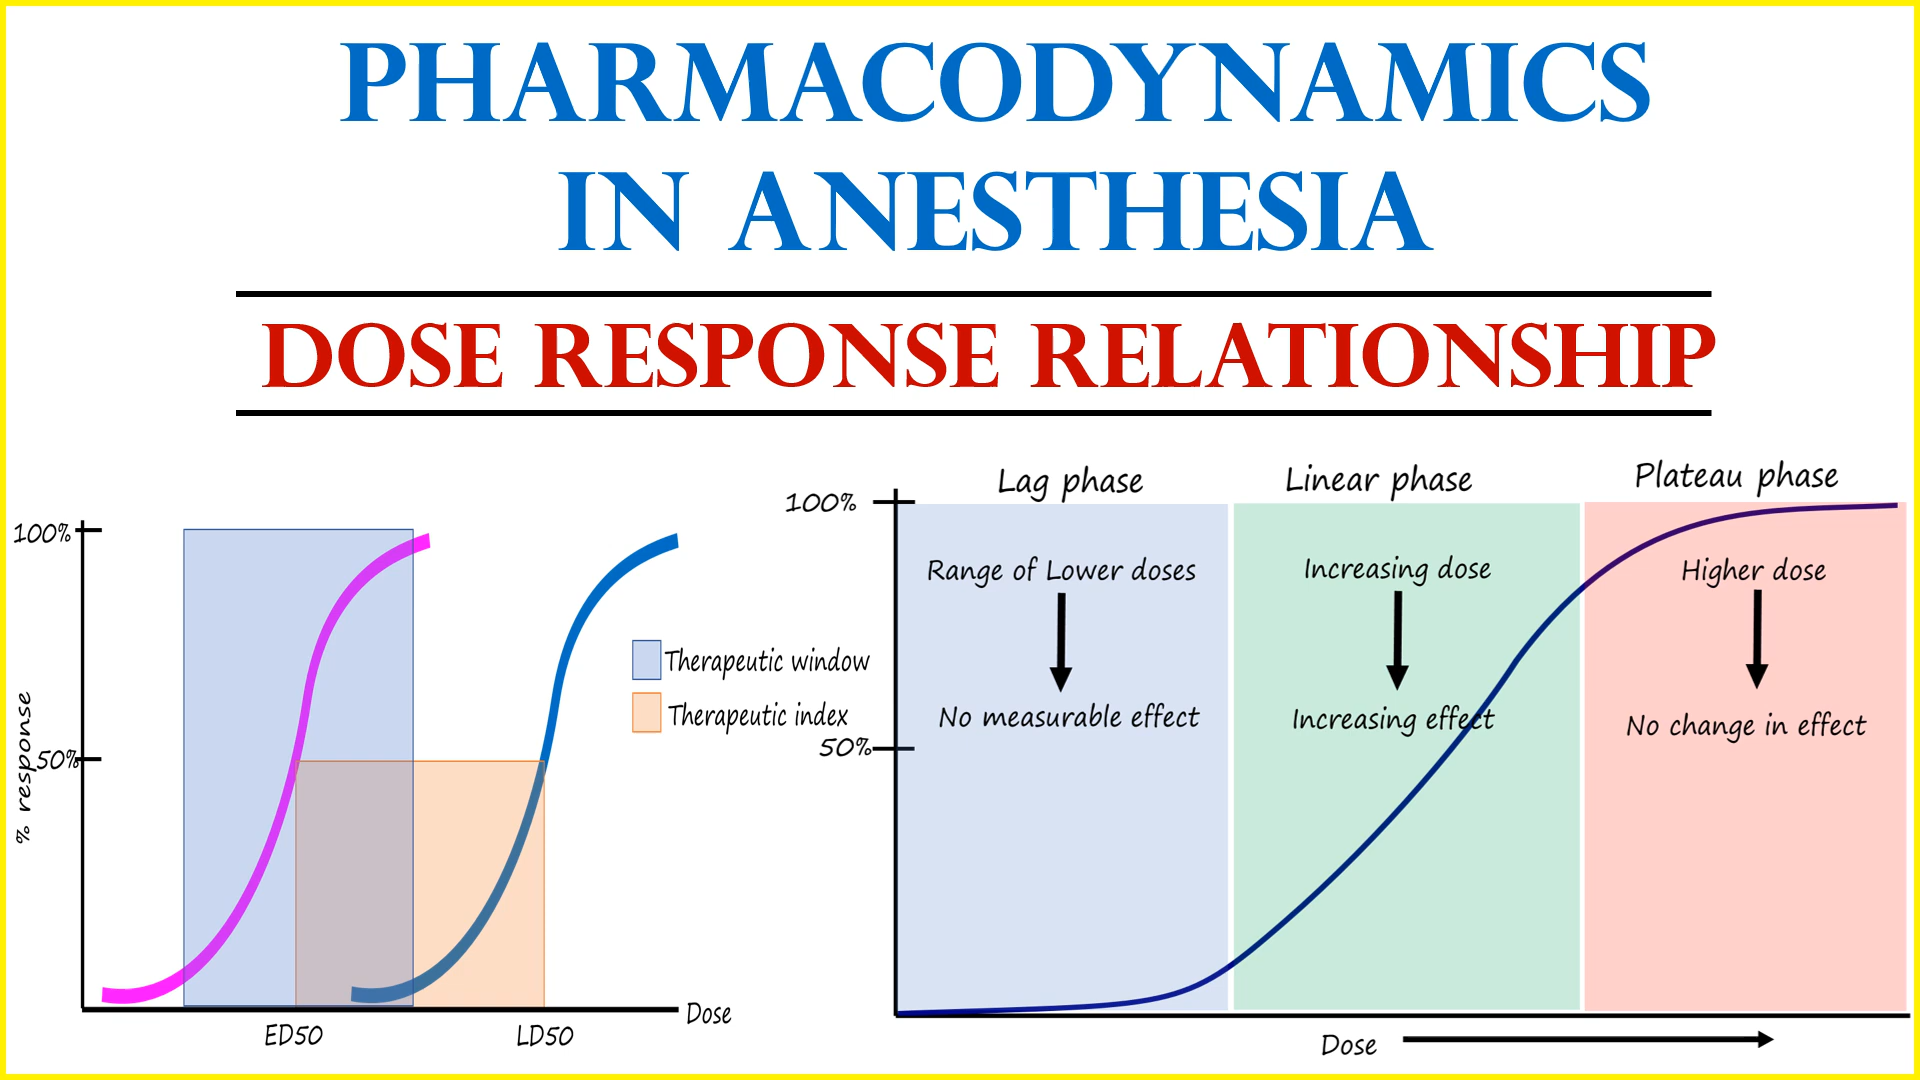 PHARMACODYNAMICS
IN ANESTHESIA
DOSE RESPONSE RELATIONSHIP
100%
50%
% response
Therapeutic window
Therapeutic index
ED50
LD50
Dose
Lag phase
Linear phase
Plateau phase
100%
50%
Range of Lower doses
No measurable effect
Increasing dose
Increasing effect
Higher dose
No change in effect
Dose